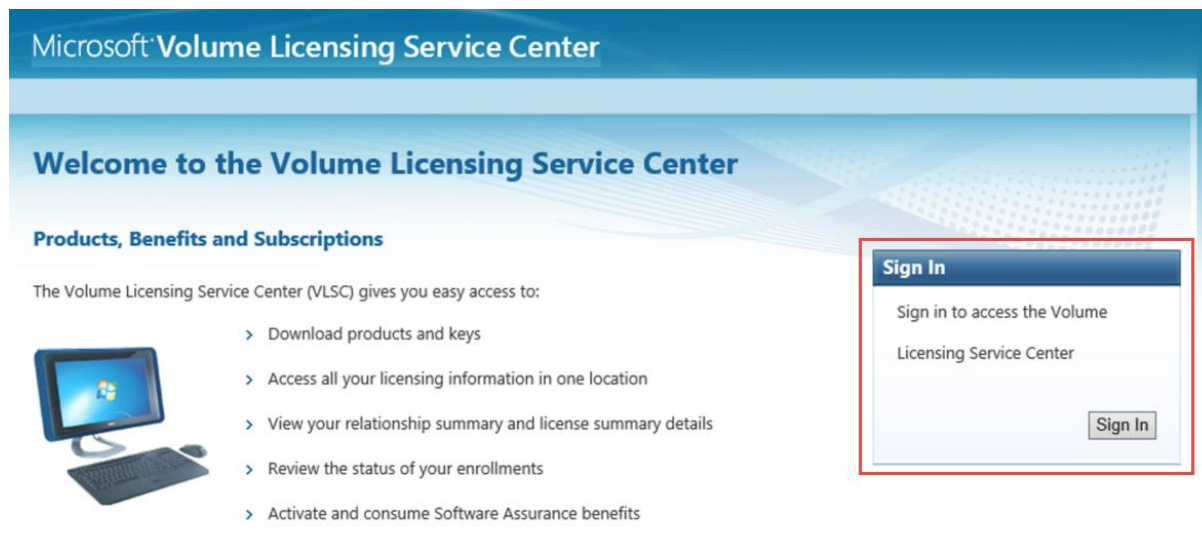 Microsoft Volume Licensing Service Center
Welcome to the Volume Licensing Service Center
Products, Benefits and Subscriptions
The Volume Licensing Service Center (VLSC) gives you easy access to:
> Download products and keys
> Access all your licensing information in one location
> View your relationship summary and license summary details
> Review the status of your enrollments
> Activate and consume Software Assurance benefits
Sign In
Sign in to access the Volume
Licensing Service Center
Sign In